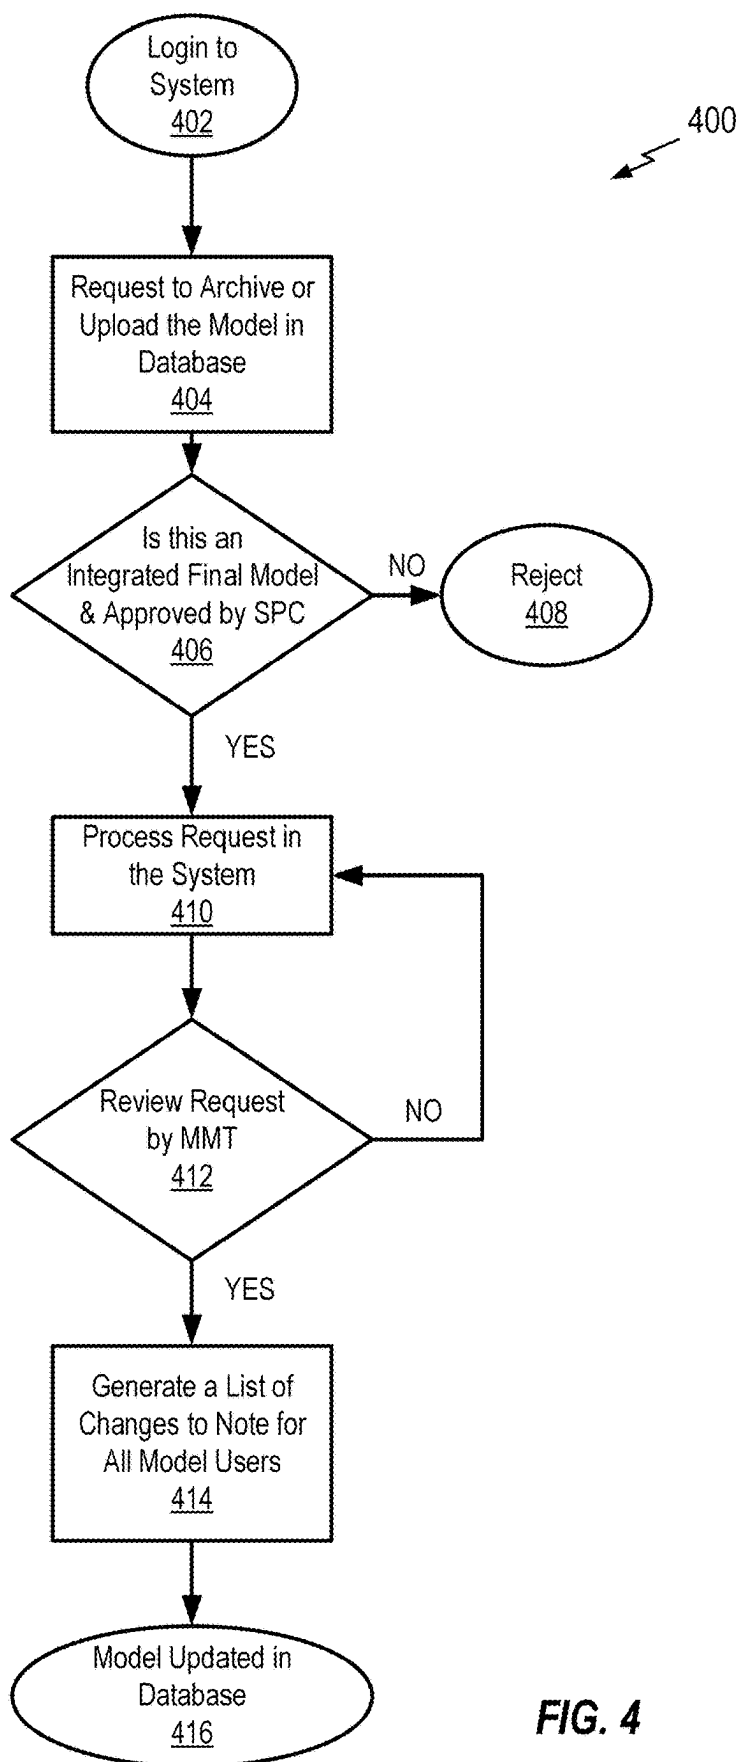 Login to
System
402
400
Request to Archive or
Upload the Model in
Database
404
Is this an
Integrated Final Model
& Approved by SPC
406
NO
Reject
408
YES
Process Request in
the System
410
Review Request
by MMT
412
NO
YES
Generate a List of
Changes to Note for
All Model Users
414
Model Updated in
Database
416
FIG. 4